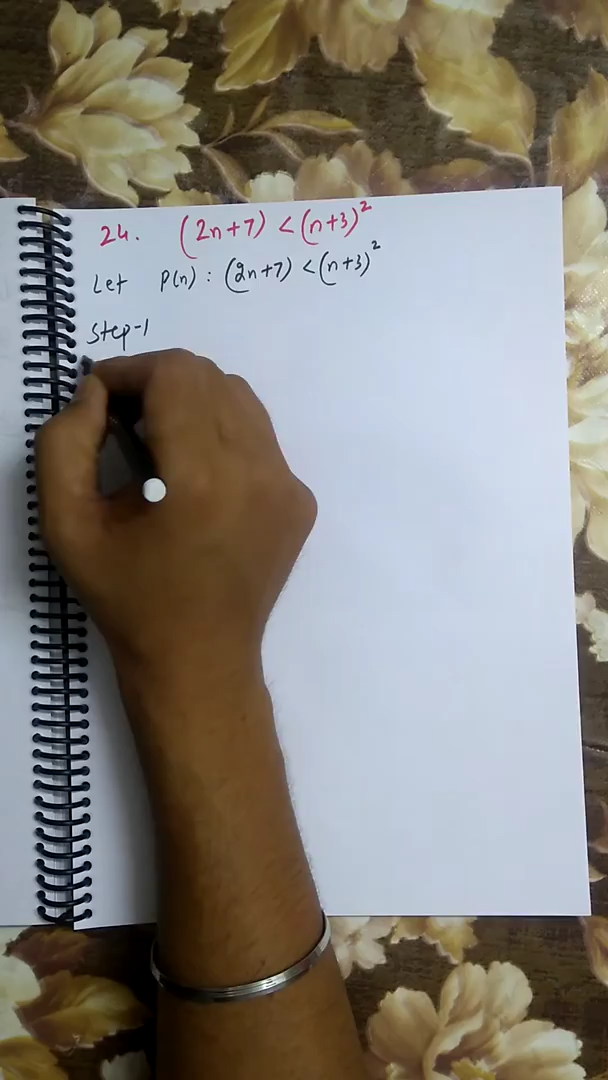 24. (2n+7) < (n+3)²
Let P(n) : (2n+7) < (n+3)²
Step-1